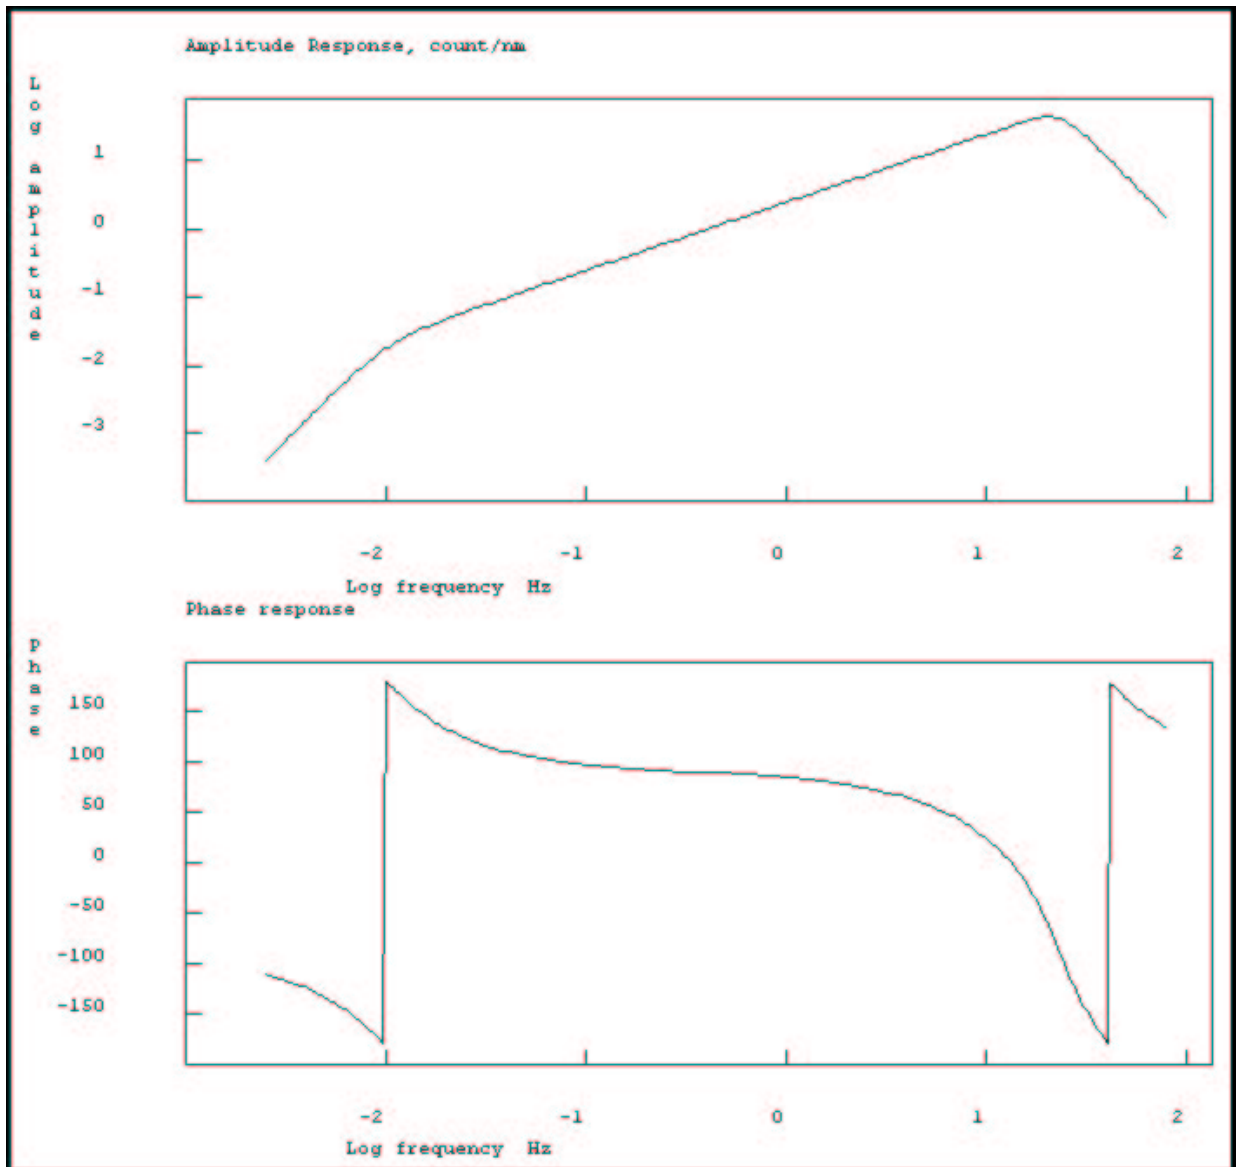 Amplitude Response, count/nm
Log amplitude
1
0
-1
-2
-3
-2 -1 0 1 2
Log frequency Hz
Phase response
Phase
150
100
50
0
-50
-100
-150
-2 -1 0 1 2
Log frequency Hz